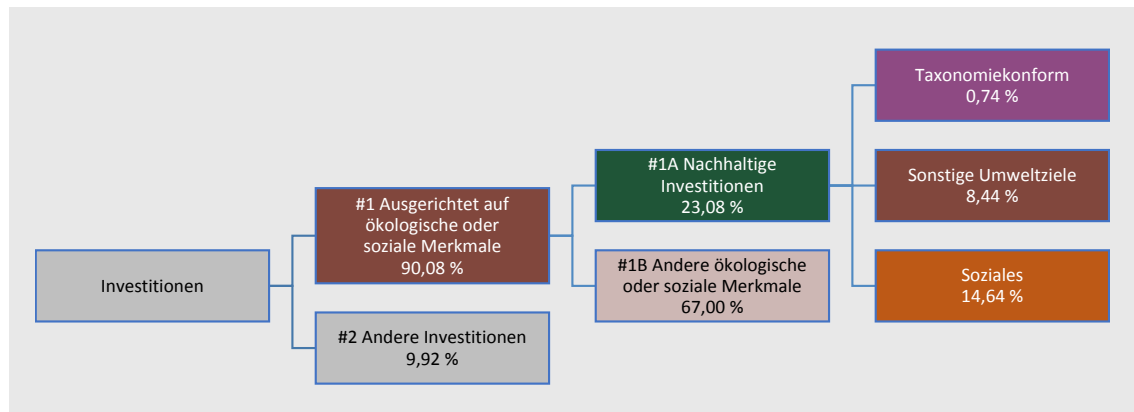 Investitionen
#1 Ausgerichtet auf
ökologische oder
soziale Merkmale
90,08 %
#2 Andere Investitionen
9,92 %
#1A Nachhaltige
Investitionen
23,08 %
#1B Andere ökologische
oder soziale Merkmale
67,00 %
Taxonomiekonform
0,74 %
Sonstige Umweltziele
8,44 %
Soziales
14,64 %